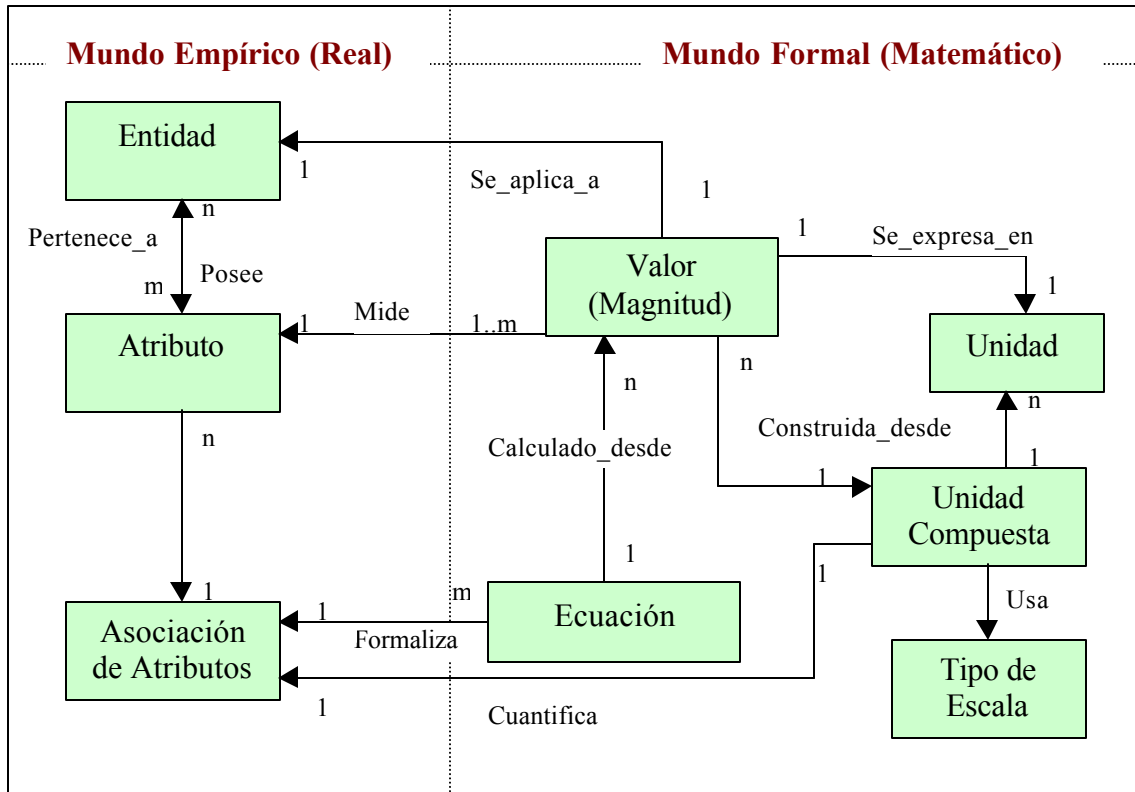 Mundo Empírico (Real)
Mundo Formal (Matemático)
Entidad
1
Se_aplica_a
1
n
Pertenece_a
1
Se_expresa_en
Valor
(Magnitud)
Posee
m
1
1
Mide
1..m
Atributo
Unidad
n
n
n
n
Calculado_desde
Construida_desde
1
1
Unidad
Compuesta
1
1
1
m
Usa
Asociación
de Atributos
1
Formaliza
Ecuación
Tipo de
Escala
1
Cuantifica